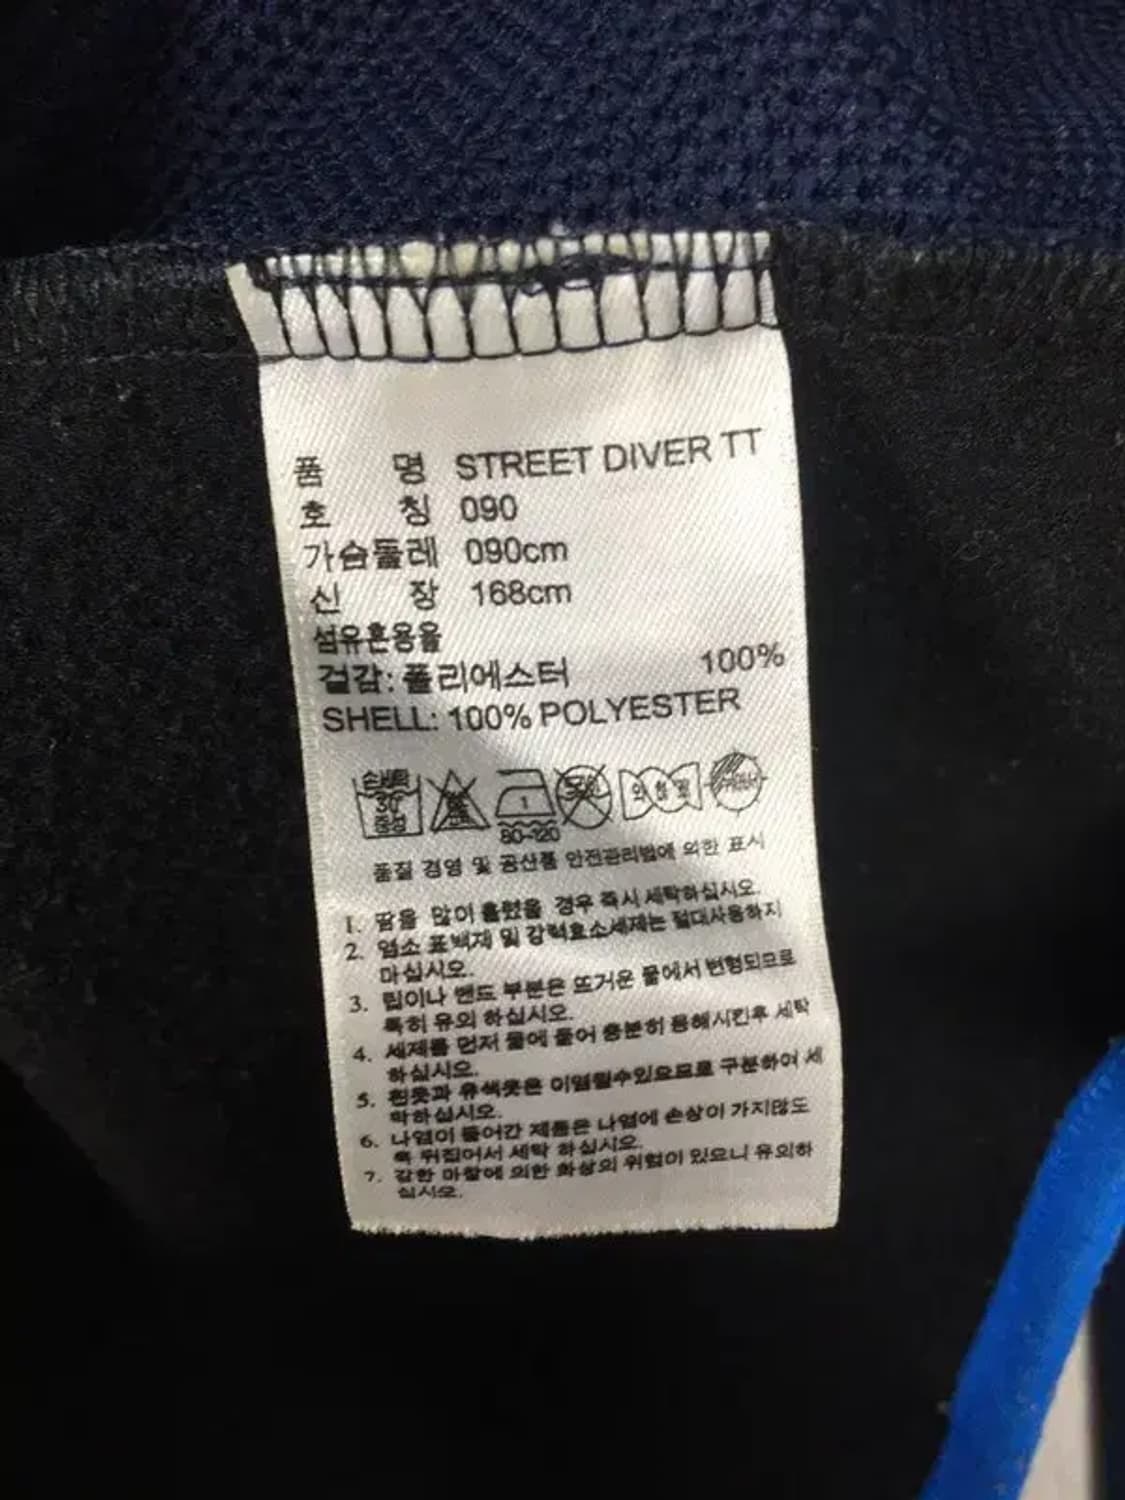 품 명 STREET DIVER TT
호 칭 090
가슴둘레 090cm
신 장 168cm
섬유혼용율
겉감: 폴리에스터 100%
SHELL: 100% POLYESTER
손세탁 30° 중성 1 80-120
품질 경영 및 공산품 안전관리법에 의한 표시
1. 땀을 많이 흘렸을 경우 즉시 세탁하십시오.
2. 염소 표백제 및 강력효소세제는 절대사용하지
마십시오.
3. 립이나 밴드 부분은 뜨거운 물에서 변형되므로
특히 유의 하십시오.
4. 세제를 먼저 물에 풀어 충분히 용해시킨후 세탁
하십시오.
5. 흰옷과 유색옷은 이염될수있으므로 구분하여 세
탁하십시오.
6. 나염이 들어간 제품은 나염에 손상이 가지않도
록 뒤집어서 세탁 하십시오.
7. 강한 마찰에 의한 화상의 위험이 있으니 유의하
십시오.